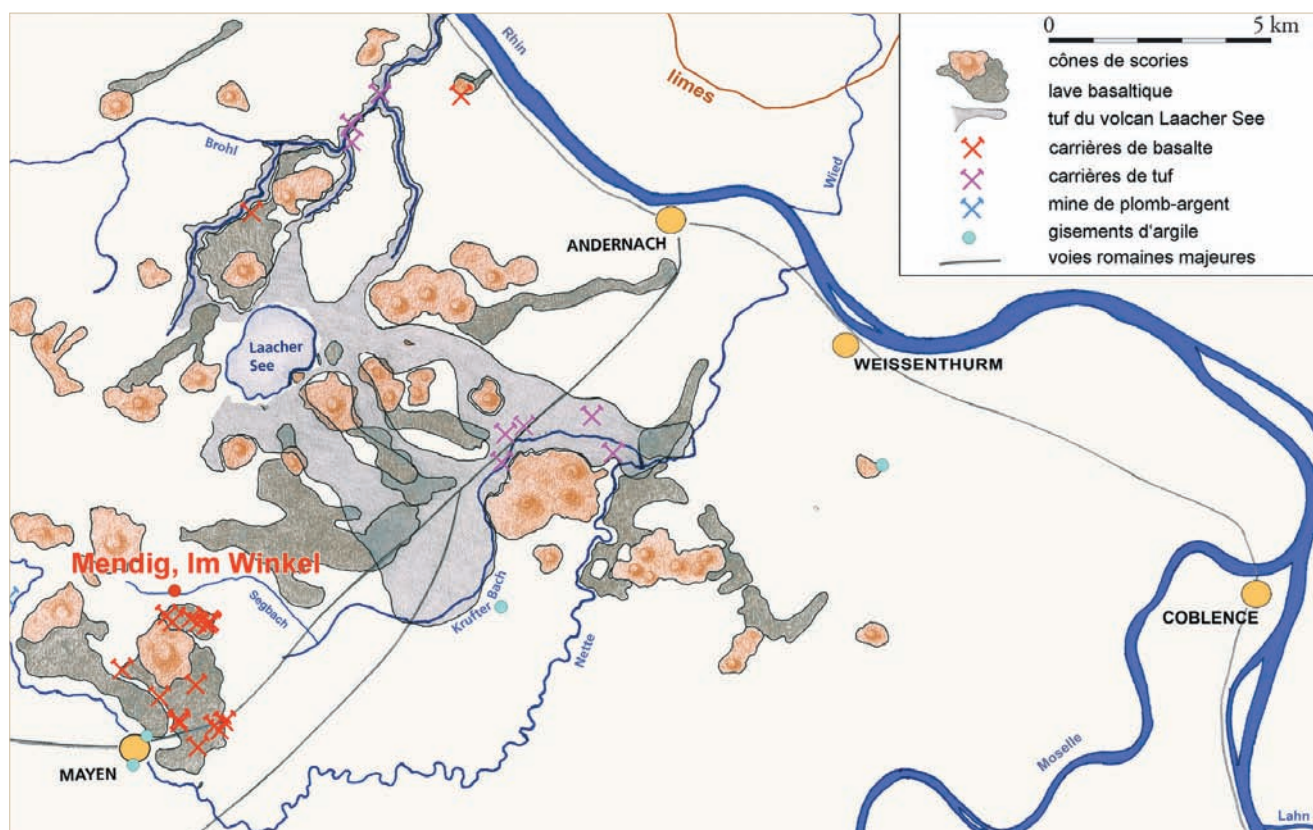 Rhin
limes
Wied
Brohl
ANDERNACH
WEISSENTHURM
Laacher
See
Mendig, Im Winkel
Segbach
Krufter Bach
Nette
MAYEN
COBLENCE
Moselle
Lahn
0 5 km
cônes de scories
lave basaltique
tuf du volcan Laacher See
carrières de basalte
carrières de tuf
mine de plomb-argent
gisements d'argile
voies romaines majeures